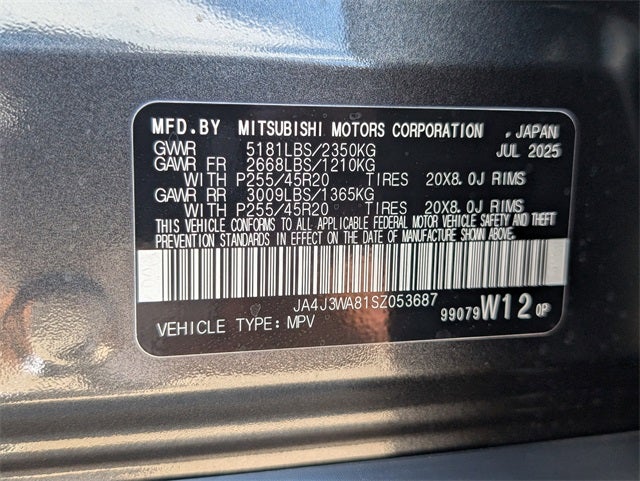 MFD.BY MITSUBISHI MOTORS CORPORATION , JAPAN
GVWR 5181LBS/2350KG JUL 2025
GAWR FR 2668LBS/1210KG
WITH P255/45R20 TIRES 20X8.0J RIMS
GAWR RR 3009LBS/1365KG
WITH P255/45R20 TIRES 20X8.0J RIMS
THIS VEHICLE CONFORMS TO ALL APPLICABLE FEDERAL MOTOR VEHICLE SAFETY AND THEFT
PREVENTION STANDARDS IN EFFECT ON THE DATE OF MANUFACTURE SHOWN ABOVE.
JA4J3WA81SZ053687
99079W12 0P
VEHICLE TYPE:MPV